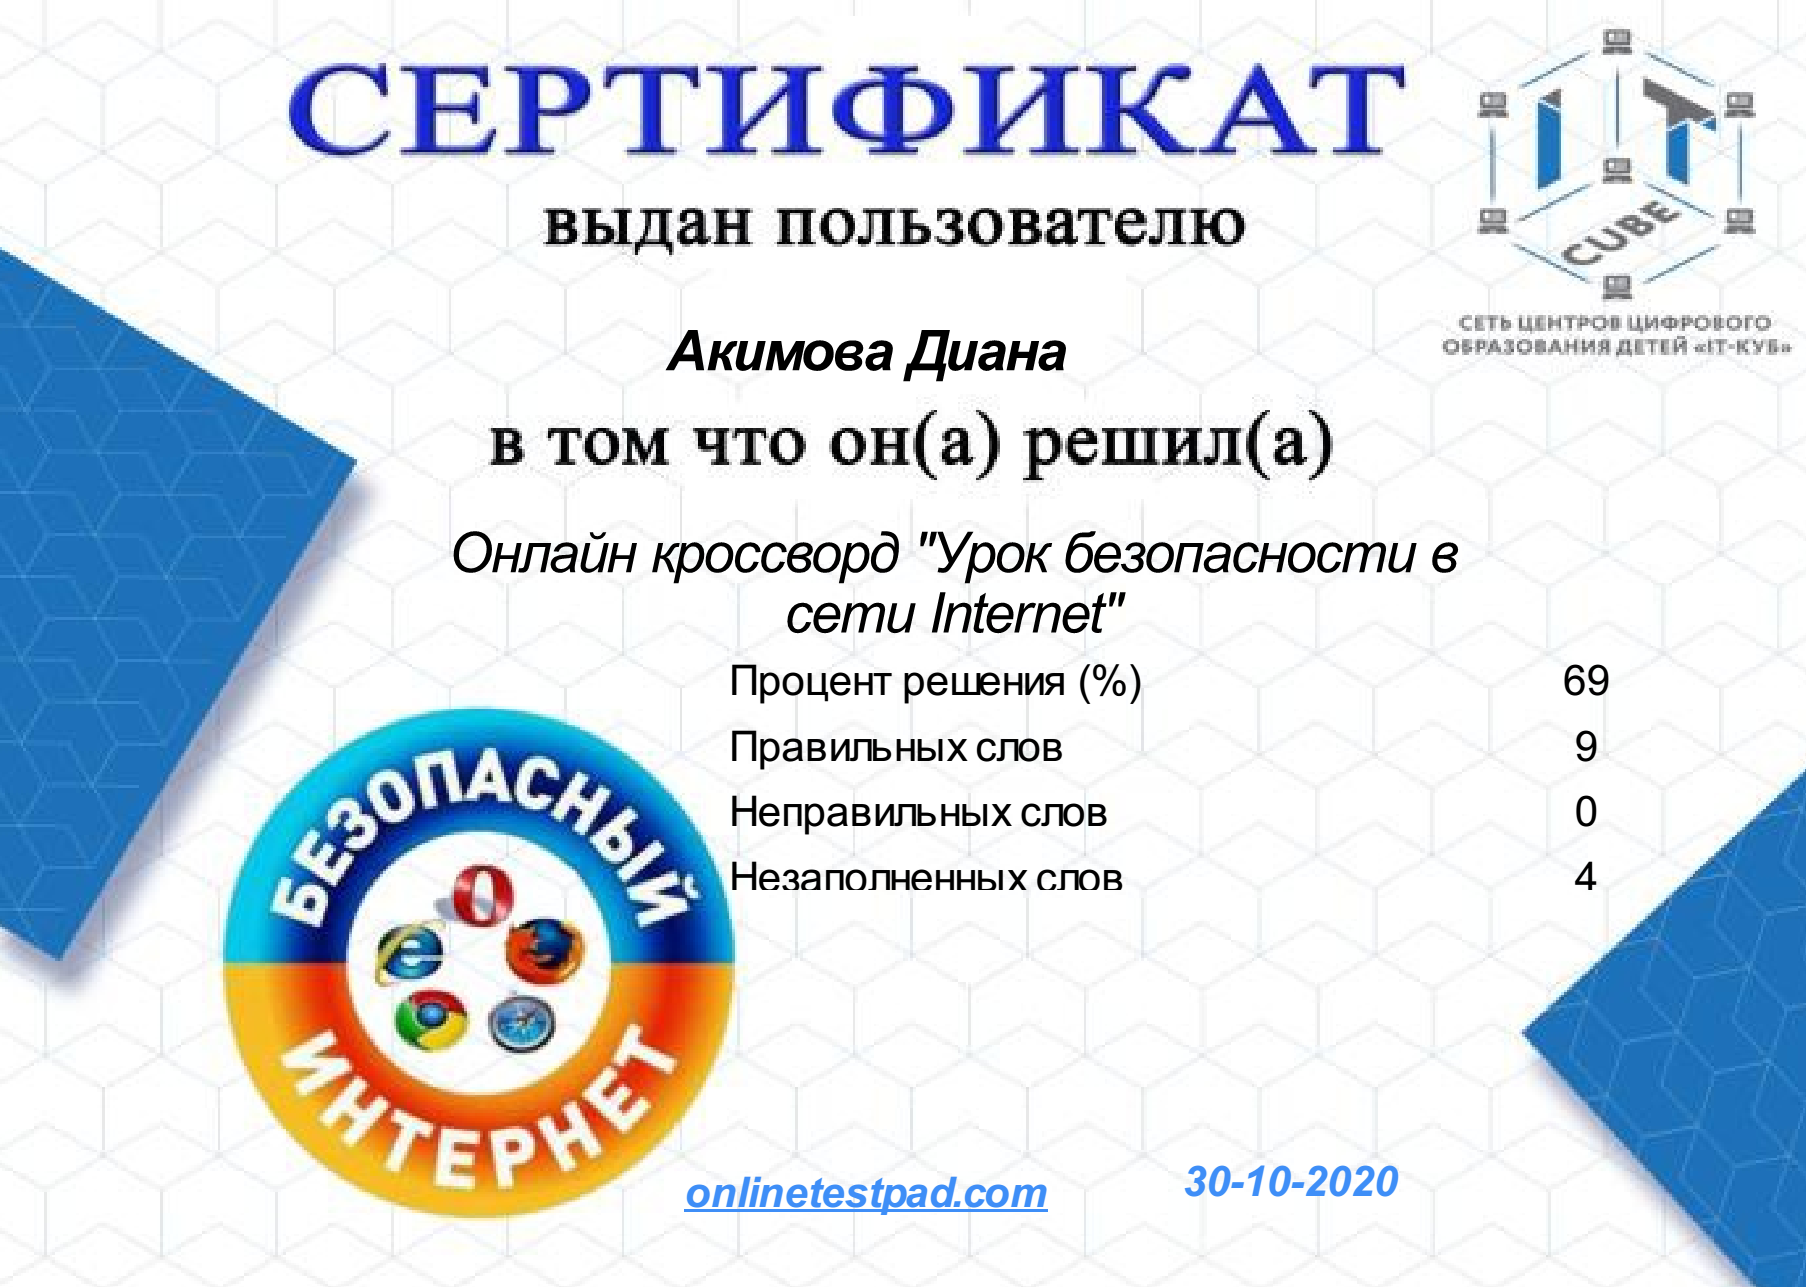 СЕРТИФИКАТ
IT
CUBE
СЕТЬ ЦЕНТРОВ ЦИФРОВОГО
ОБРАЗОВАНИЯ ДЕТЕЙ «IT-КУБ»
выдан пользователю
Акимова Диана
в том что он(а) решил(а)
Онлайн кроссворд "Урок безопасности в
сети Internet"
Процент решения (%) 69
Правильных слов 9
Неправильных слов 0
Незаполненных слов 4
БЕЗОПАСНЫЙ
ИНТЕРНЕТ
onlinetestpad.com
30-10-2020